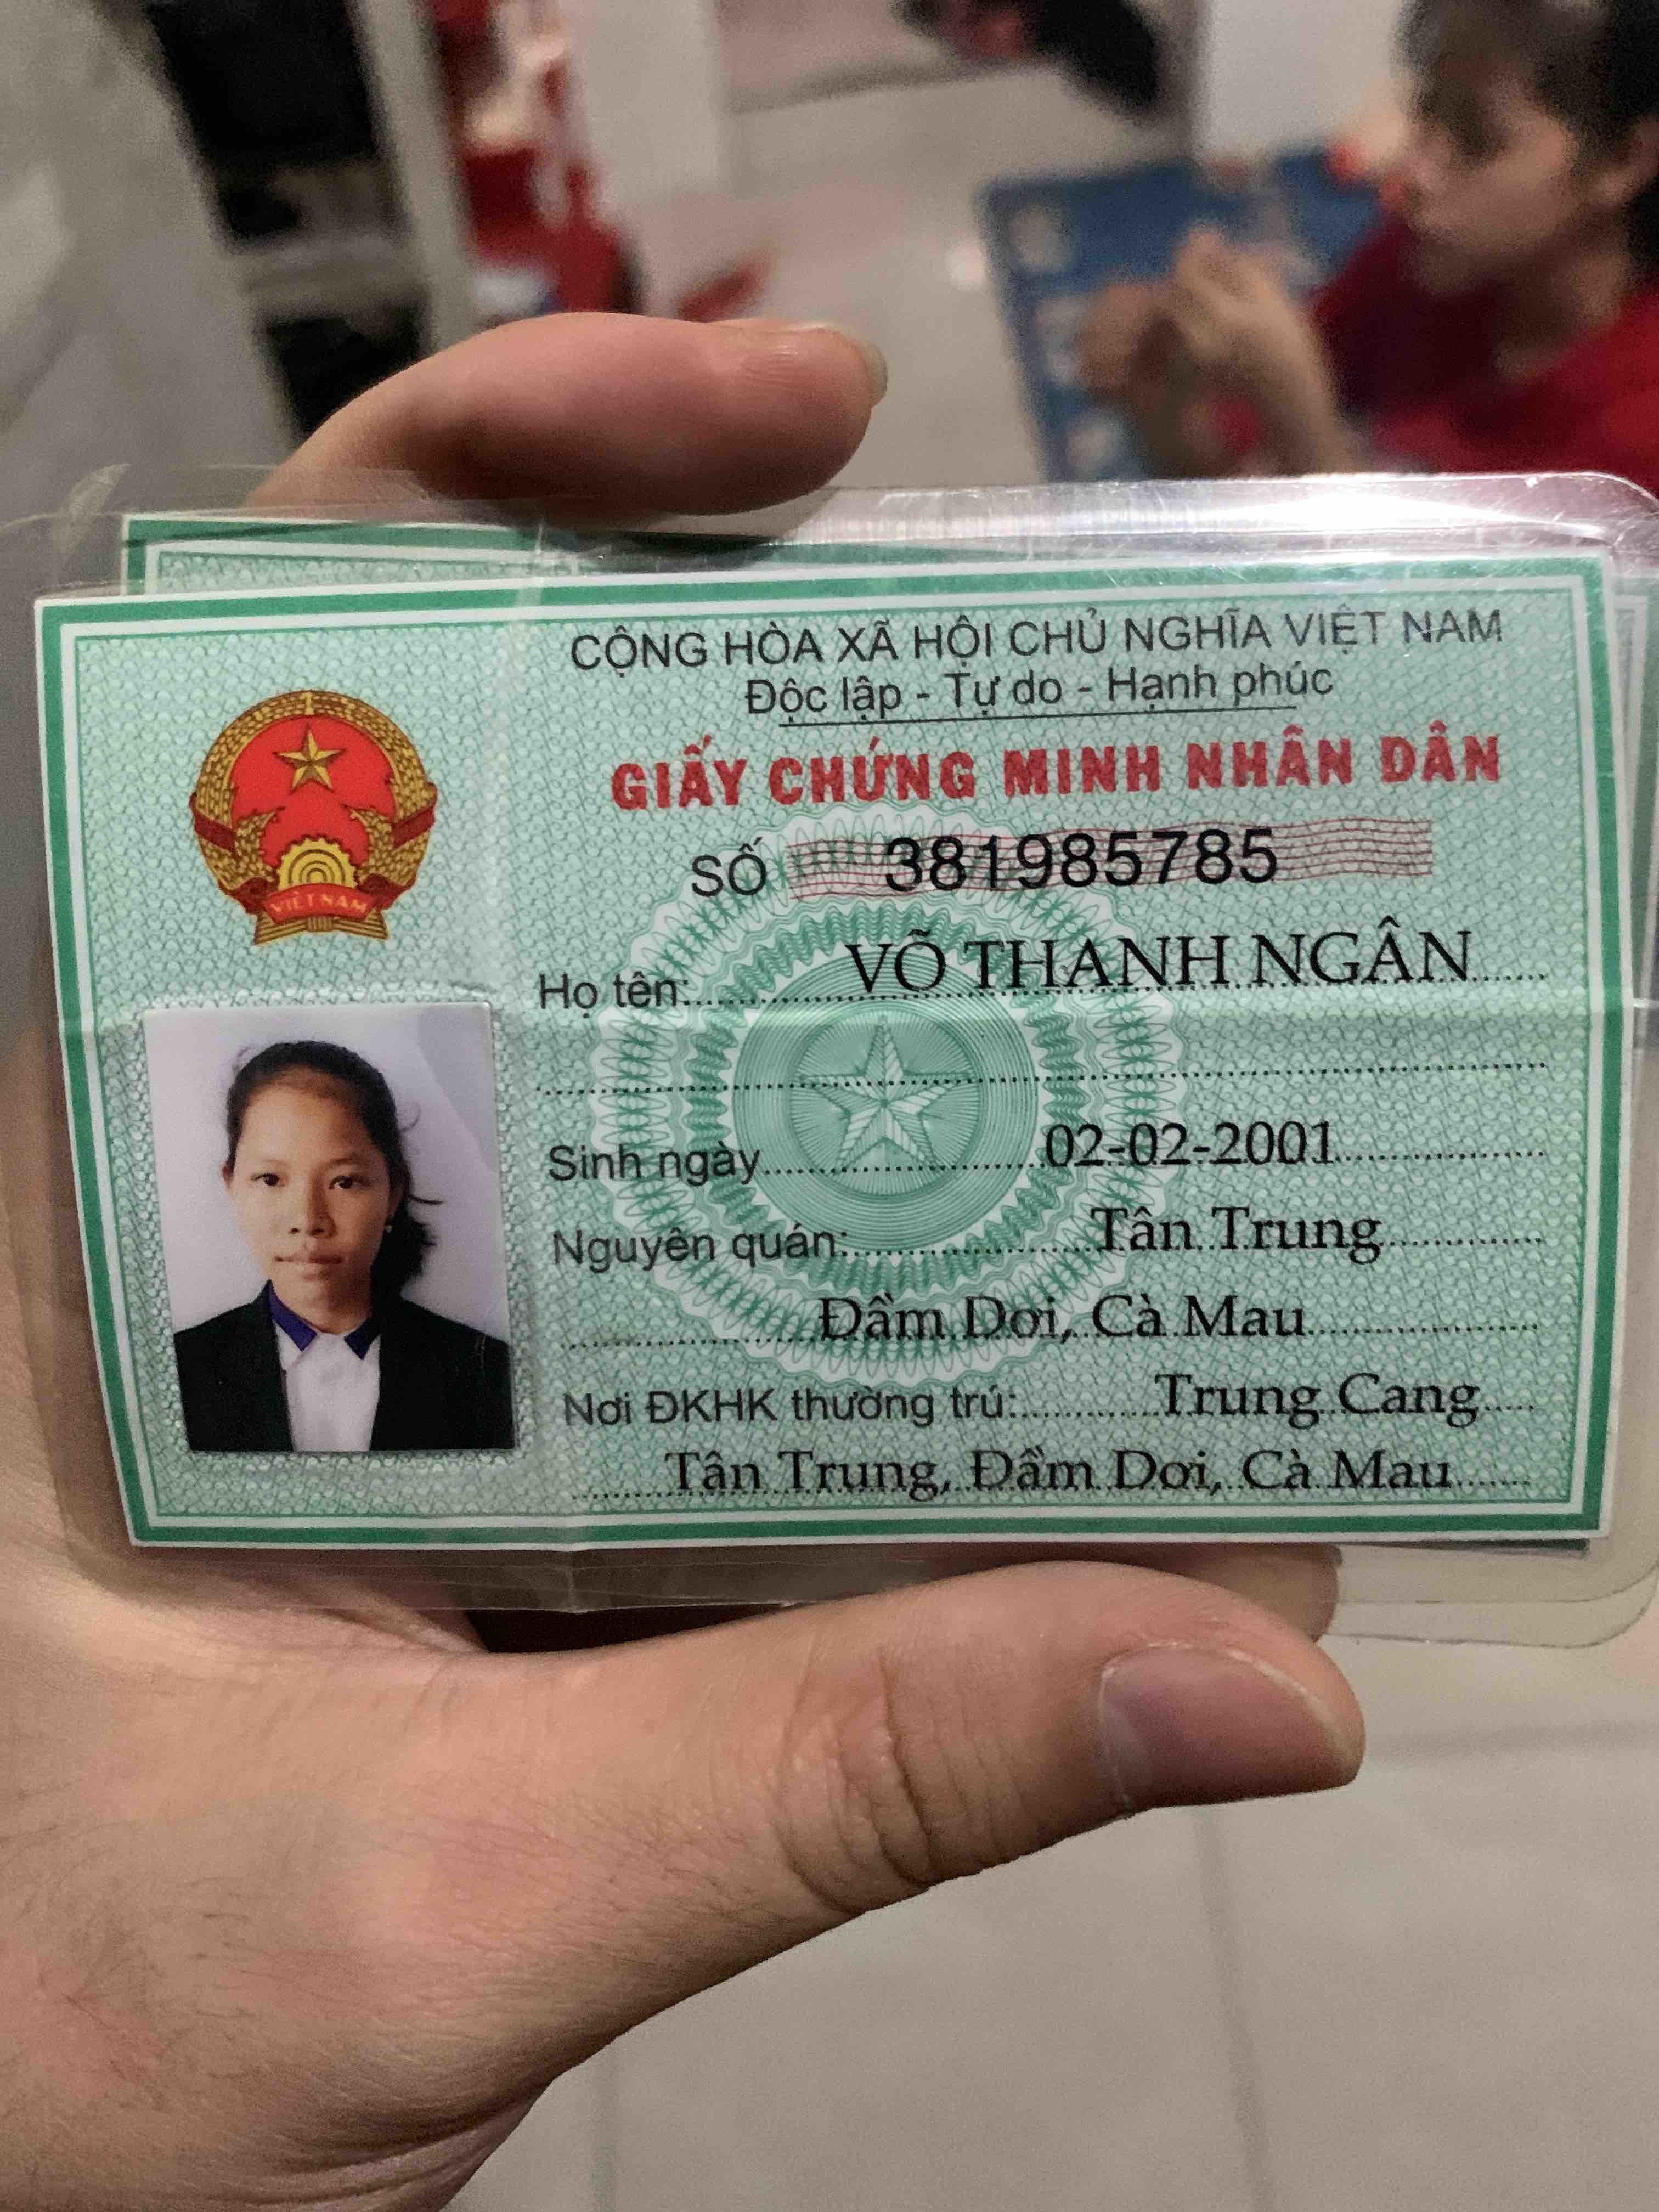 CỘNG HÒA XÃ HỘI CHỦ NGHĨA VIỆT NAM
Độc lập - Tự do - Hạnh phúc
GIẤY CHỨNG MINH NHÂN DÂN
SỐ 381985785
VIỆT NAM
Họ tên: VÕ THANH NGÂN
Sinh ngày 02-02-2001
Nguyên quán: Tân Trung
Đầm Dơi, Cà Mau
Nơi ĐKHK thường trú: Trung Cang
Tân Trung, Đầm Dơi, Cà Mau